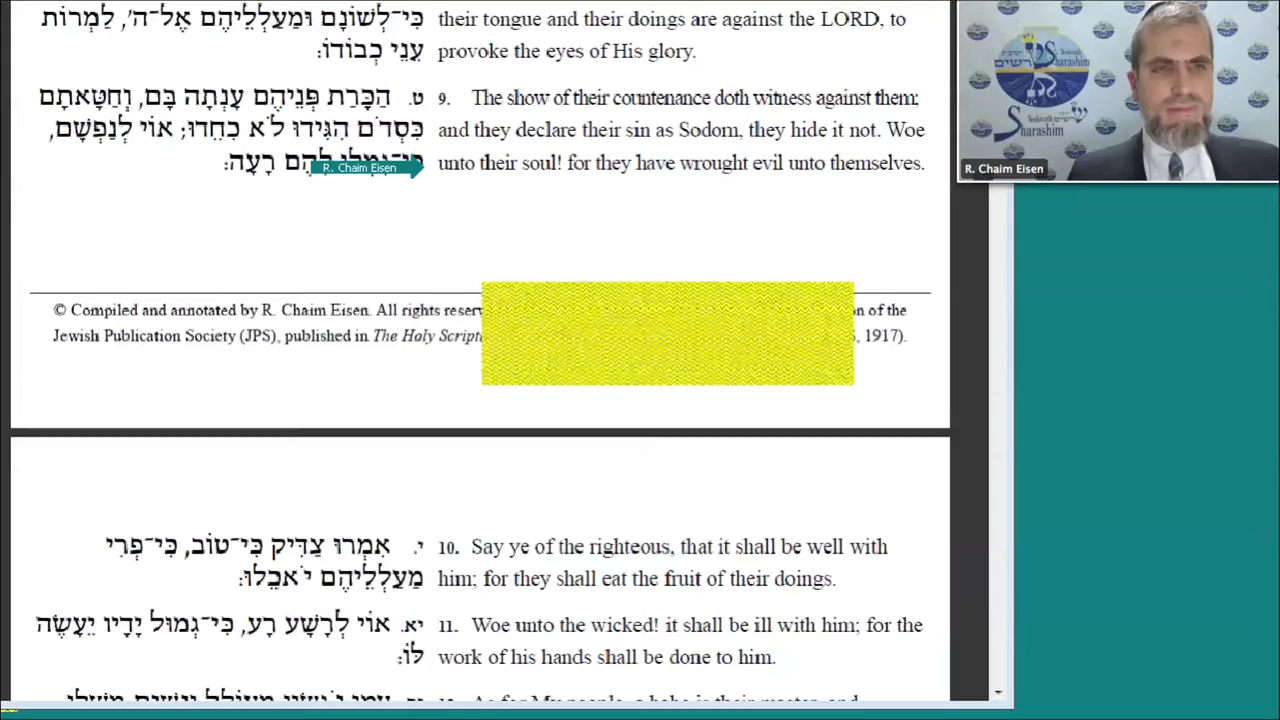 כִּי־לְשׁוֹנָם וּמַעַלְלֵיהֶם אֶל־ה', לַמְרוֹת
עֵנֵי כְבוֹדוֹ:
their tongue and their doings are against the LORD, to
provoke the eyes of His glory.
ט. הַכָּרַת פְּנֵיהֶם עָנְתָה בָּם, וְחַטָּאתָם
כִּסְדֹם הִגִּידוּ לֹא כִחֵדוּ; אוֹי לְנַפְשָׁם,
לָהֶם רָעָה:
9. The show of their countenance doth witness against them;
and they declare their sin as Sodom, they hide it not. Woe
unto their soul! for they have wrought evil unto themselves.
R. Chaim Eisen
© Compiled and annotated by R. Chaim Eisen. All rights on of the
Jewish Publication Society (JPS), published in The Holy , 1917).
י. אִמְרוּ צַדִּיק כִּי־טוֹב, כִּי־פְרִי
מַעַלְלֵיהֶם יֹאכֵלוּ:
10. Say ye of the righteous, that it shall be well with
him; for they shall eat the fruit of their doings.
יא. אוֹי לְרָשָׁע רָע, כִּי־גְמוּל יָדָיו יֵעָשֶׂה
לּוֹ:
11. Woe unto the wicked! it shall be ill with him; for the
work of his hands shall be done to him.
Sharashim
שרשים
Yeshivath
Sharashim
R. Chaim Eisen